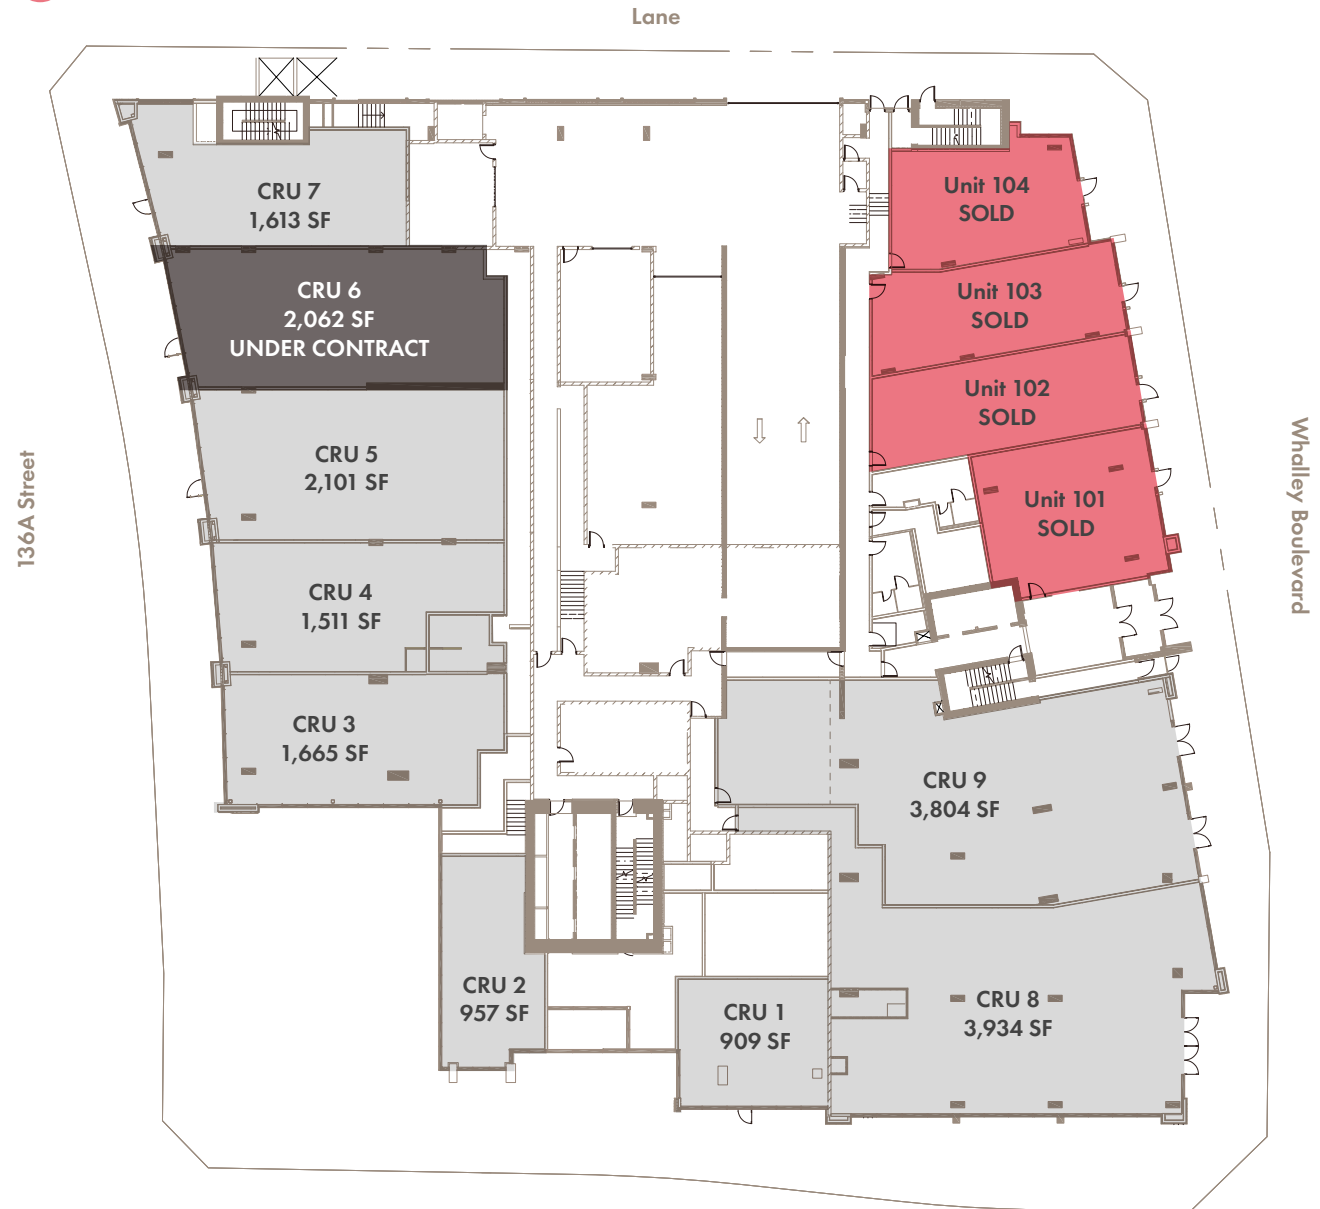 Lane
CRU 7
1,613 SF
Unit 104
SOLD
CRU 6
2,062 SF
UNDER CONTRACT
Unit 103
SOLD
Unit 102
SOLD
CRU 5
2,101 SF
Unit 101
SOLD
136A Street
Whalley Boulevard
CRU 4
1,511 SF
CRU 3
1,665 SF
CRU 9
3,804 SF
CRU 2
957 SF
CRU 1
909 SF
CRU 8
3,934 SF